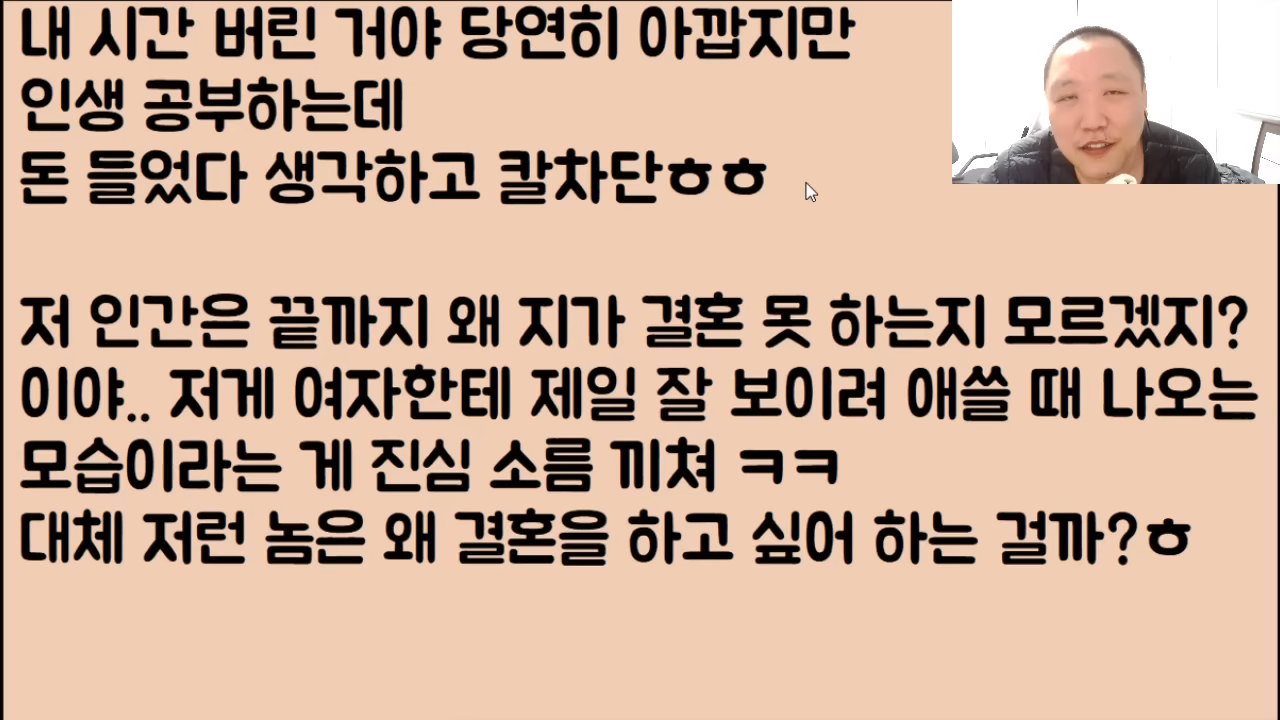 내 시간 버린 거야 당연히 아깝지만
인생 공부하는데
돈 들었다 생각하고 칼차단ㅎㅎ
저 인간은 끝까지 왜 지가 결혼 못 하는지 모르겠지?
이야.. 저게 여자한테 제일 잘 보이려 애쓸 때 나오는
모습이라는 게 진심 소름 끼쳐 ㅋㅋ
대체 저런 놈은 왜 결혼을 하고 싶어 하는 걸까?ㅎ